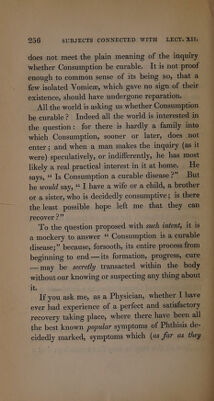 256 SUBJECTS CONNECTED WITH LECT. XII.
does not meet the plain meaning of the inquiry
whether Consumption be curable. It is not proof
enough to common sense of its being so, that a
few isolated Vomicæ, which gave no sign of their
existence, should have undergone reparation.
All the world is asking us whether Consumption
be curable? Indeed all the world is interested in
the question: for there is hardly a family into
which Consumption, sooner or later, does not
enter; and when a man makes the inquiry (as it
were) speculatively, or indifferently, he has most
likely a real practical interest in it at home. He
says, “Is Consumption a curable disease?” But
he would say, “I have a wife or a child, a brother
or a sister, who is decidedly consumptive; is there
the least possible hope left me that they can
recover?”
To the question proposed with such intent, it is
a mockery to answer “Consumption is a curable
disease;” because, forsooth, its entire process from
beginning to end — its formation, progress, cure
— may be secretly transacted within the body
without our knowing or suspecting any thing about
it.
If you ask me, as a Physician, whether I have
ever had experience of a perfect and satisfactory
recovery taking place, where there have been all
the best known popular symptoms of Phthisis de-
cidedly marked, symptoms which (as far as they